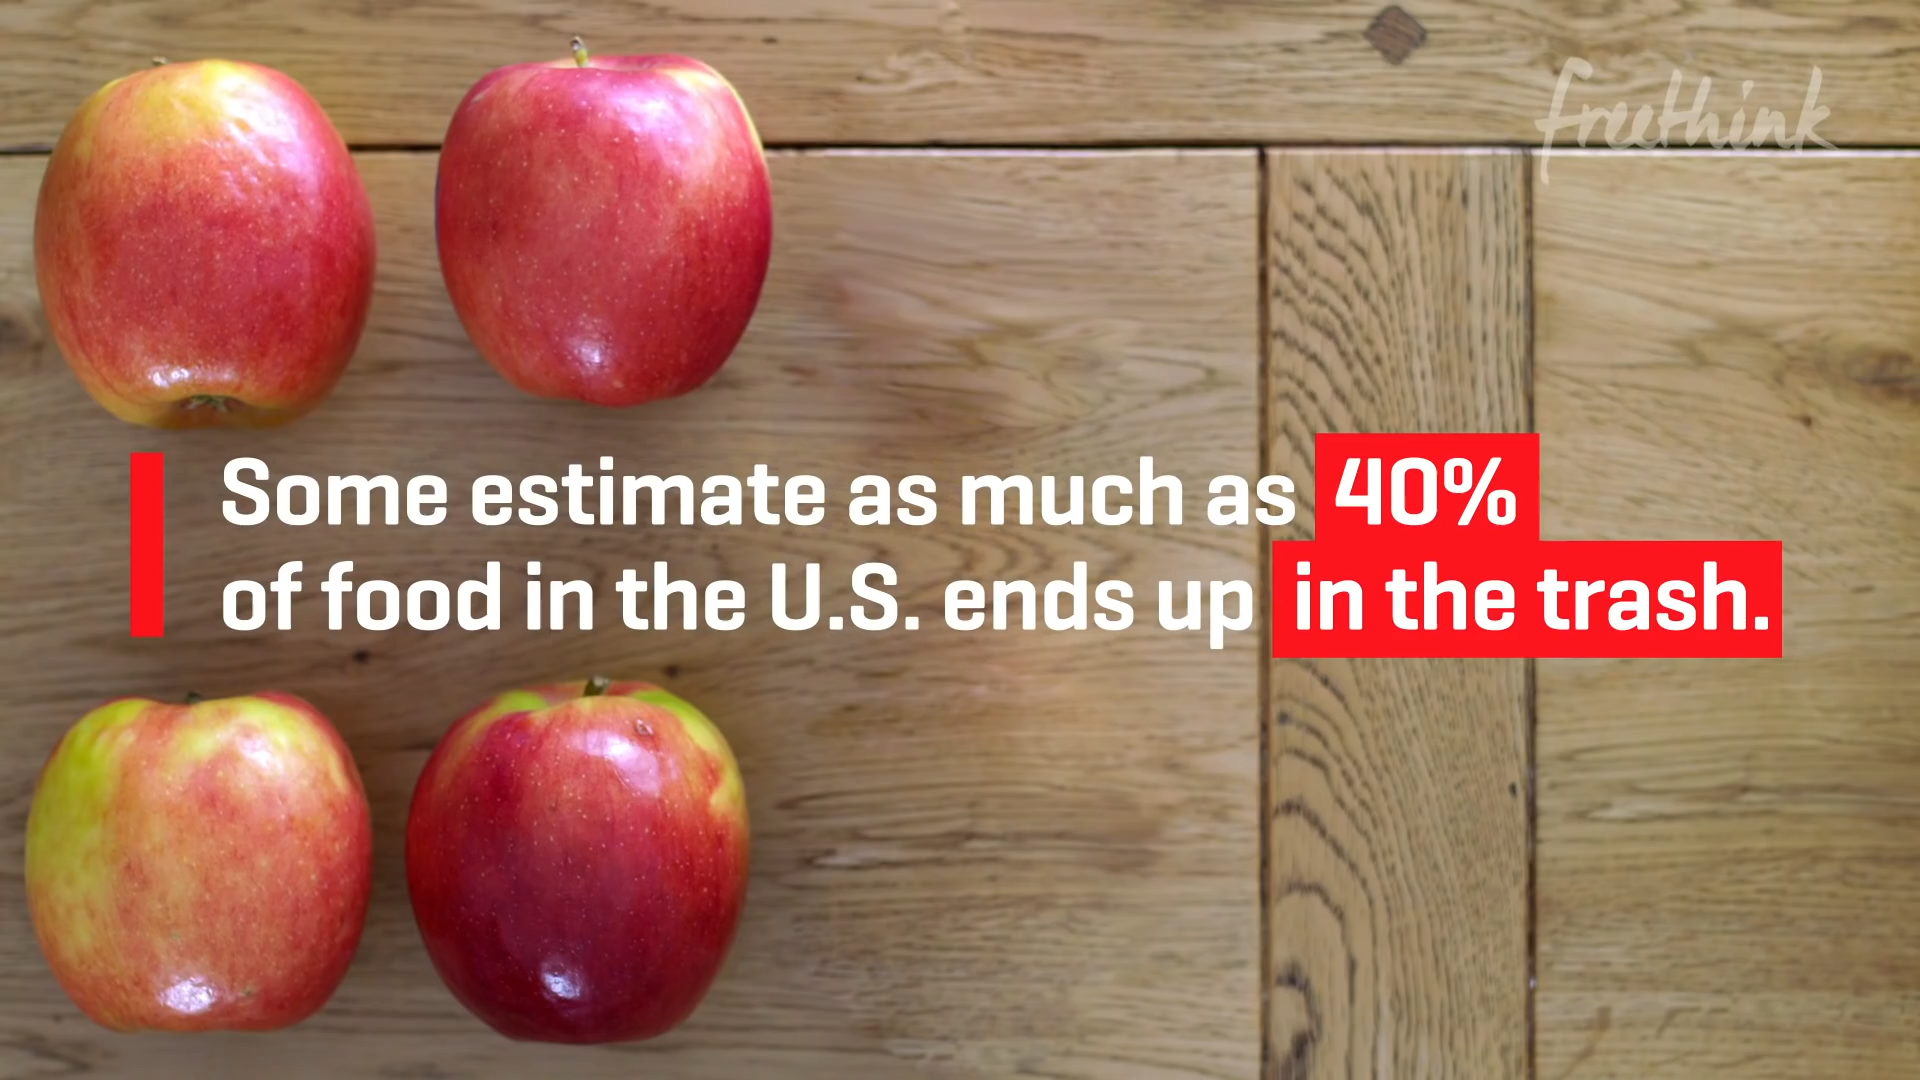 freethink
Some estimate as much as 40%
of food in the U.S. ends up in the trash.